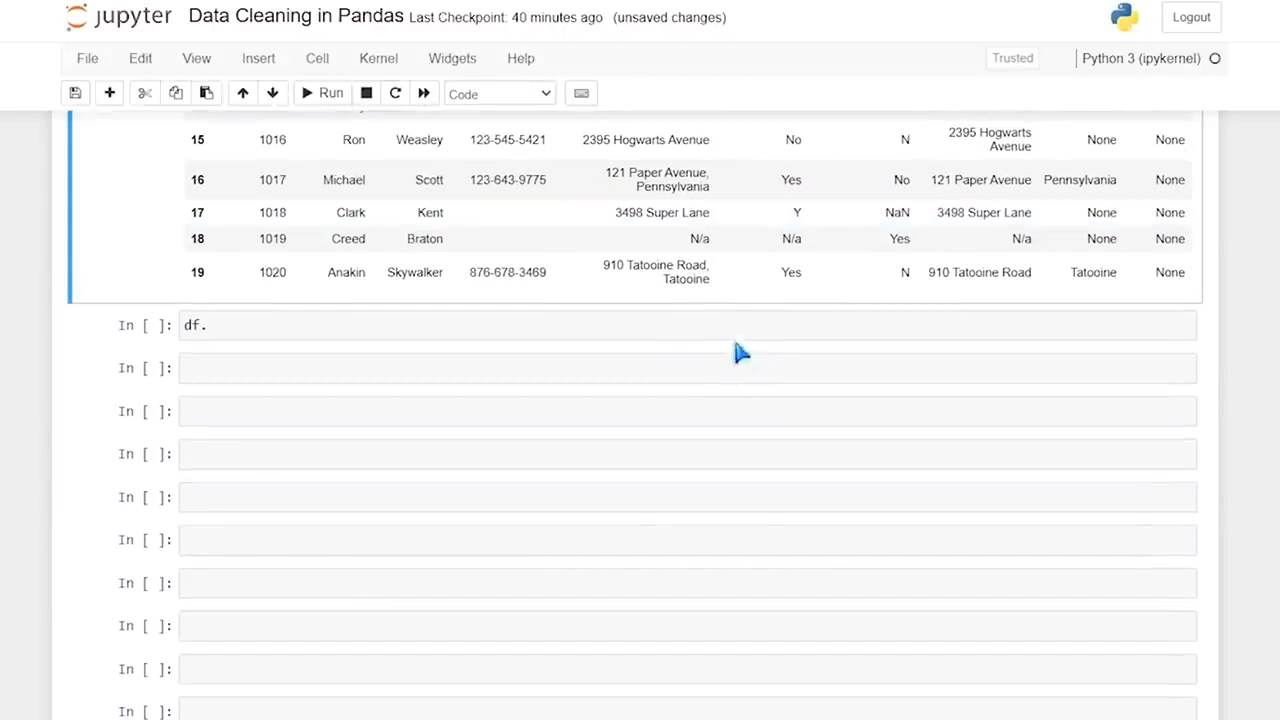 jupyter Data Cleaning in Pandas Last Checkpoint: 40 minutes ago (unsaved changes) Logout
File Edit View Insert Cell Kernel Widgets Help Trusted Python 3 (ipykernel)
Run Code
15 1016 Ron Weasley 123-545-5421 2395 Hogwarts Avenue No N 2395 Hogwarts Avenue None None
16 1017 Michael Scott 123-643-9775 121 Paper Avenue, Pennsylvania Yes No 121 Paper Avenue Pennsylvania None
17 1018 Clark Kent 3498 Super Lane Y NaN 3498 Super Lane None None
18 1019 Creed Braton N/a N/a Yes N/a None None
19 1020 Anakin Skywalker 876-678-3469 910 Tatooine Road, Tatooine Yes N 910 Tatooine Road Tatooine None
In [ ]: df.
In [ ]:
In [ ]:
In [ ]:
In [ ]:
In [ ]:
In [ ]:
In [ ]:
In [ ]:
In [ ]: